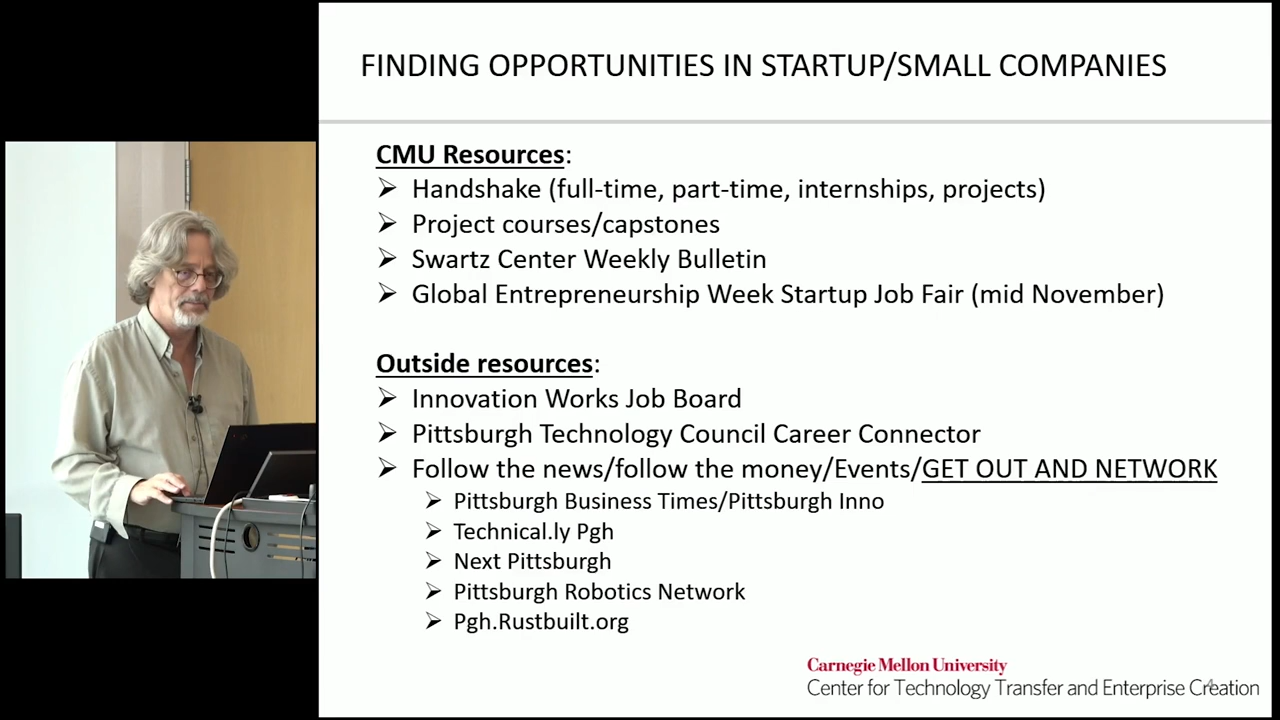 FINDING OPPORTUNITIES IN STARTUP/SMALL COMPANIES
CMU Resources:
Handshake (full-time, part-time, internships, projects)
Project courses/capstones
Swartz Center Weekly Bulletin
Global Entrepreneurship Week Startup Job Fair (mid November)
Outside resources:
Innovation Works Job Board
Pittsburgh Technology Council Career Connector
Follow the news/follow the money/Events/GET OUT AND NETWORK
Pittsburgh Business Times/Pittsburgh Inno
Technical.ly Pgh
Next Pittsburgh
Pittsburgh Robotics Network
Pgh.Rustbuilt.org
Carnegie Mellon University
Center for Technology Transfer and Enterprise Creation
4